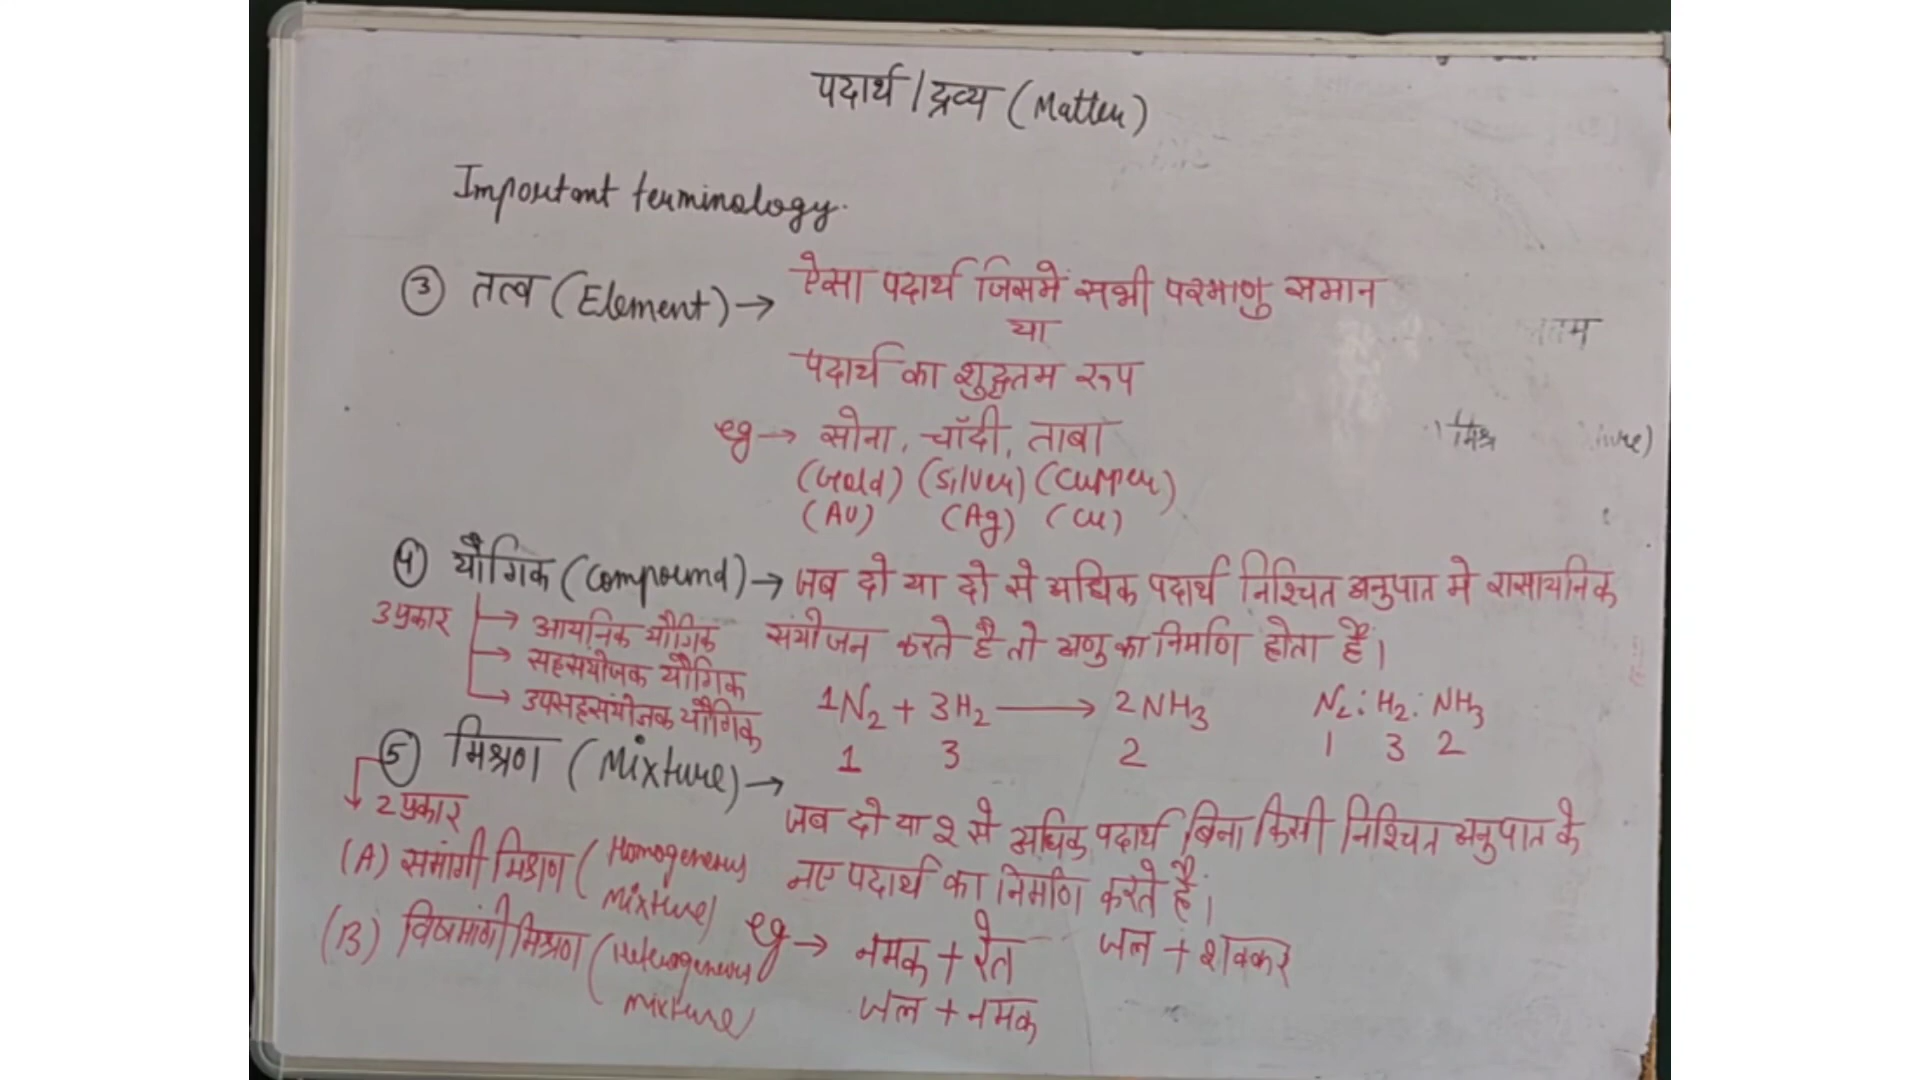 पदार्थ / द्रव्य (Matter)
Important terminology.
③ तत्व (Element) → ऐसा पदार्थ जिसमें सभी परमाणु समान
या
पदार्थ का शुद्धतम रूप
eg → सोना, चाँदी, ताबा
(Gold) (Silver) (Cupper)
(Au) (Ag) (Cu)
④ यौगिक (Compound) → जब दो या दो से अधिक पदार्थ निश्चित अनुपात मे रासायनिक
संयोजन करते है तो अणु का निर्माण होता है।
3 प्रकार
→ आयनिक यौगिक
→ सहसयोजक यौगिक
→ उपसहसंयोजक यौगिक
1N₂ + 3H₂ ⟶ 2NH₃ N₂ : H₂ : NH₃
1 3 2 1 3 2
⑤ मिश्रण (Mixture) →
जब दो या २ से अधिक पदार्थ बिना किसी निश्चित अनुपात के
नए पदार्थ का निर्माण करते है।
2 प्रकार
(A) समांगी मिश्रण (Homogeneous
Mixture)
(B) विषमांगी मिश्रण (Heterogeneous
mixture)
eg → नमक + रेत जल + शक्कर
जल + नमक